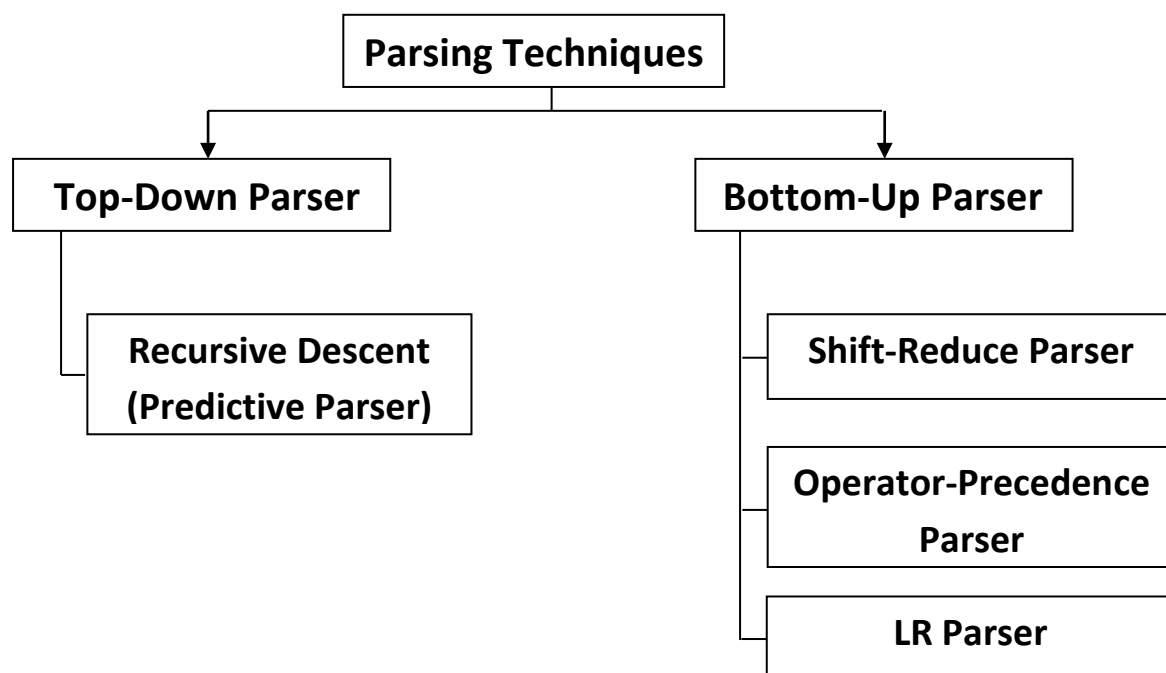 Parsing Techniques
Top-Down Parser
Bottom-Up Parser
Recursive Descent
(Predictive Parser)
Shift-Reduce Parser
Operator-Precedence
Parser
LR Parser